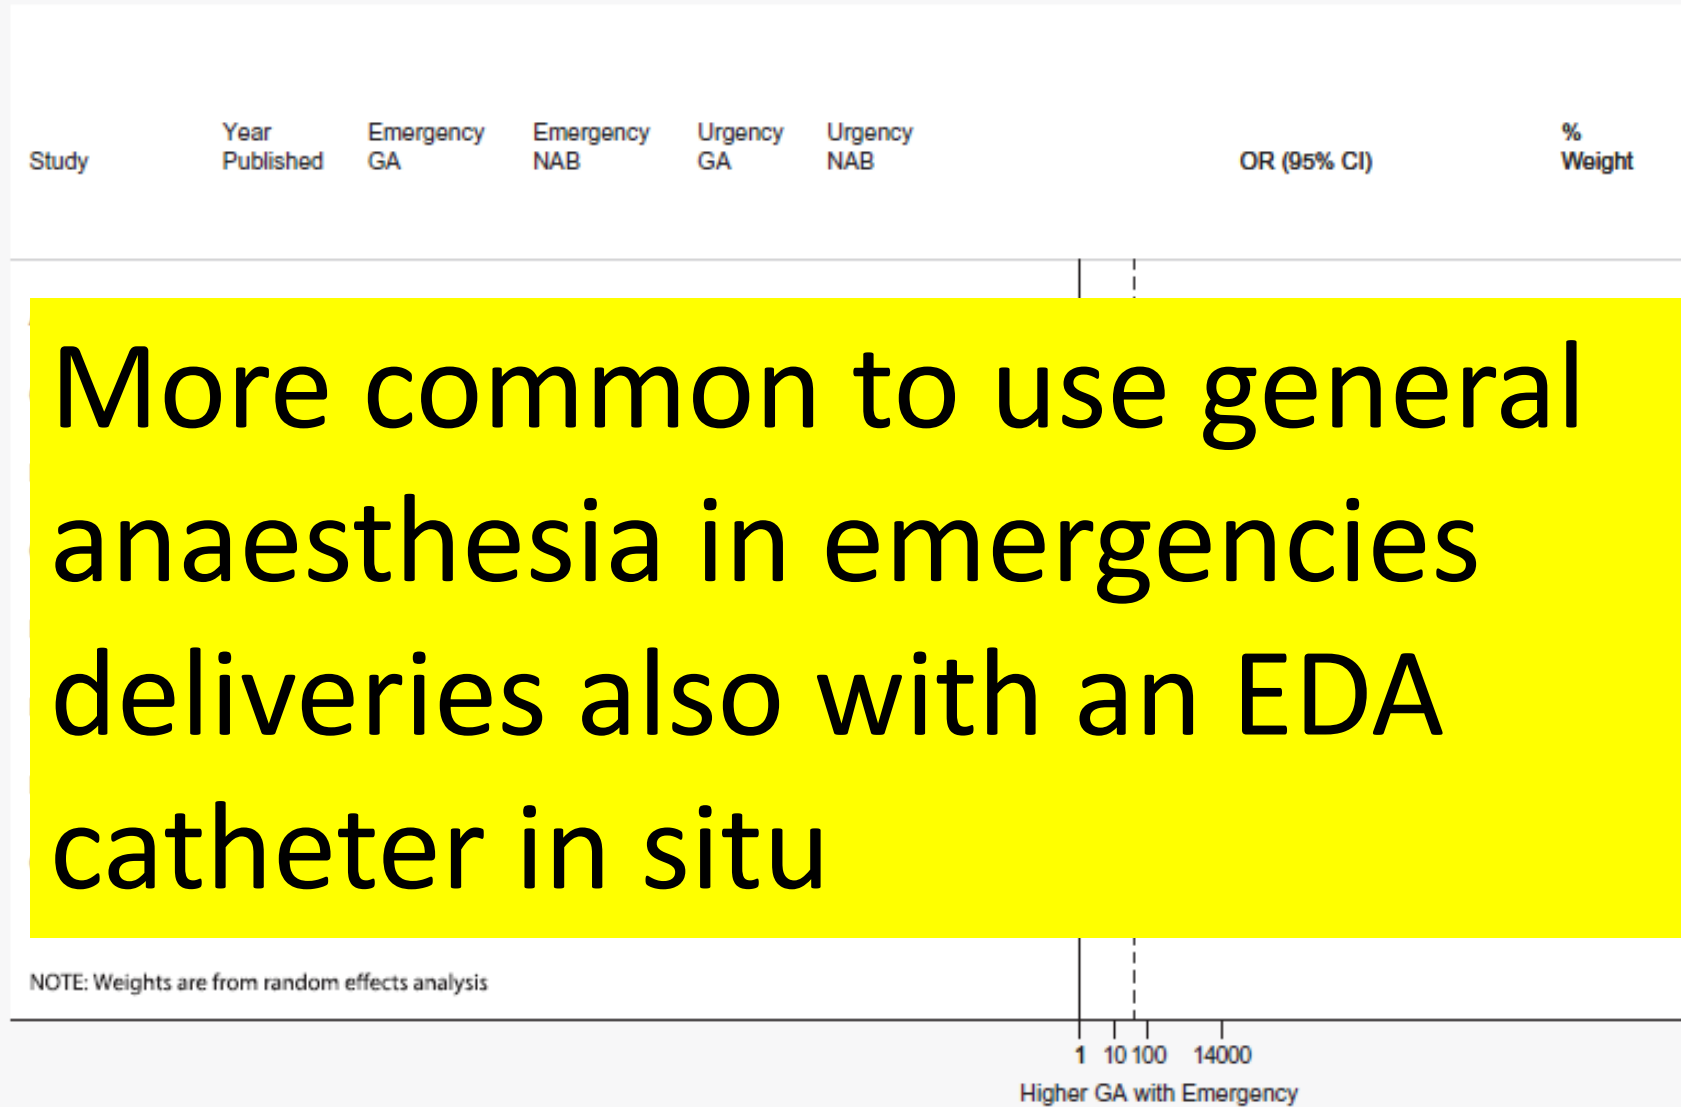 Study Year Published Emergency GA Emergency NAB Urgency GA Urgency NAB OR (95% CI) % Weight
More common to use general
anaesthesia in emergencies
deliveries also with an EDA
catheter in situ
NOTE: Weights are from random effects analysis
1 10 100 14000
Higher GA with Emergency